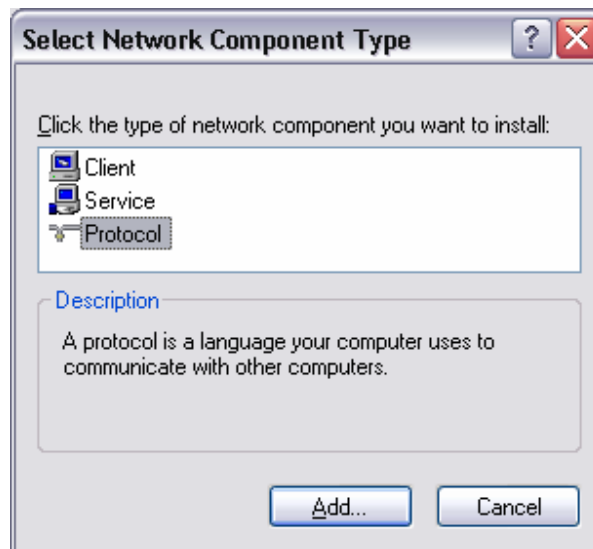 Select Network Component Type
Click the type of network component you want to install:
Client
Service
Protocol
Description
A protocol is a language your computer uses to
communicate with other computers.
Add...
Cancel